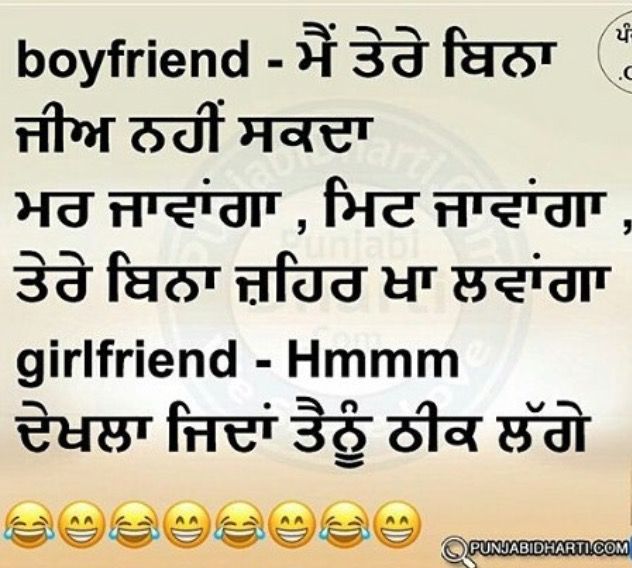 boyfriend - ਮੈਂ ਤੇਰੇ ਬਿਨਾ
ਜੀਅ ਨਹੀਂ ਸਕਦਾ
ਮਰ ਜਾਵਾਂਗਾ , ਮਿਟ ਜਾਵਾਂਗਾ ,
ਤੇਰੇ ਬਿਨਾ ਜ਼ਹਿਰ ਖਾ ਲਵਾਂਗਾ
girlfriend - Hmmm
ਦੇਖਲਾ ਜਿਦਾਂ ਤੈਨੂੰ ਠੀਕ ਲੱਗੇ
😂😁😂😁😂😁😂😁
PUNJABIDHARTI.COM